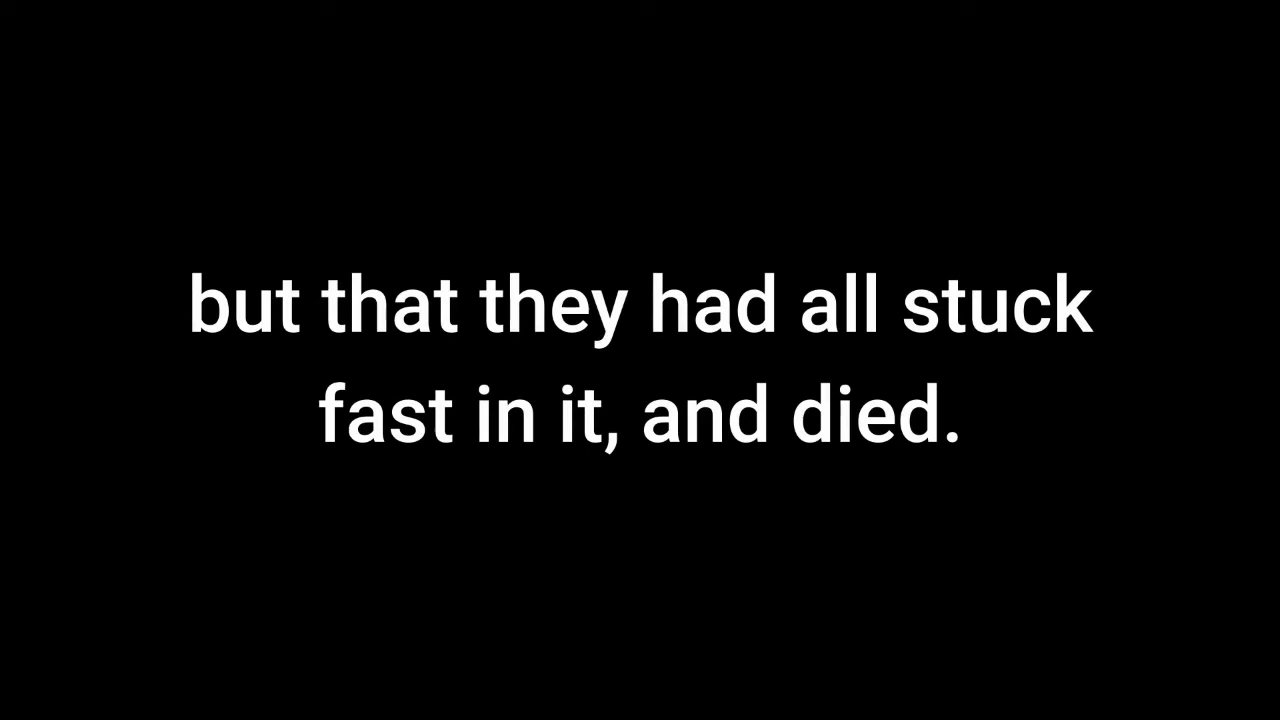 but that they had all stuck
fast in it, and died.